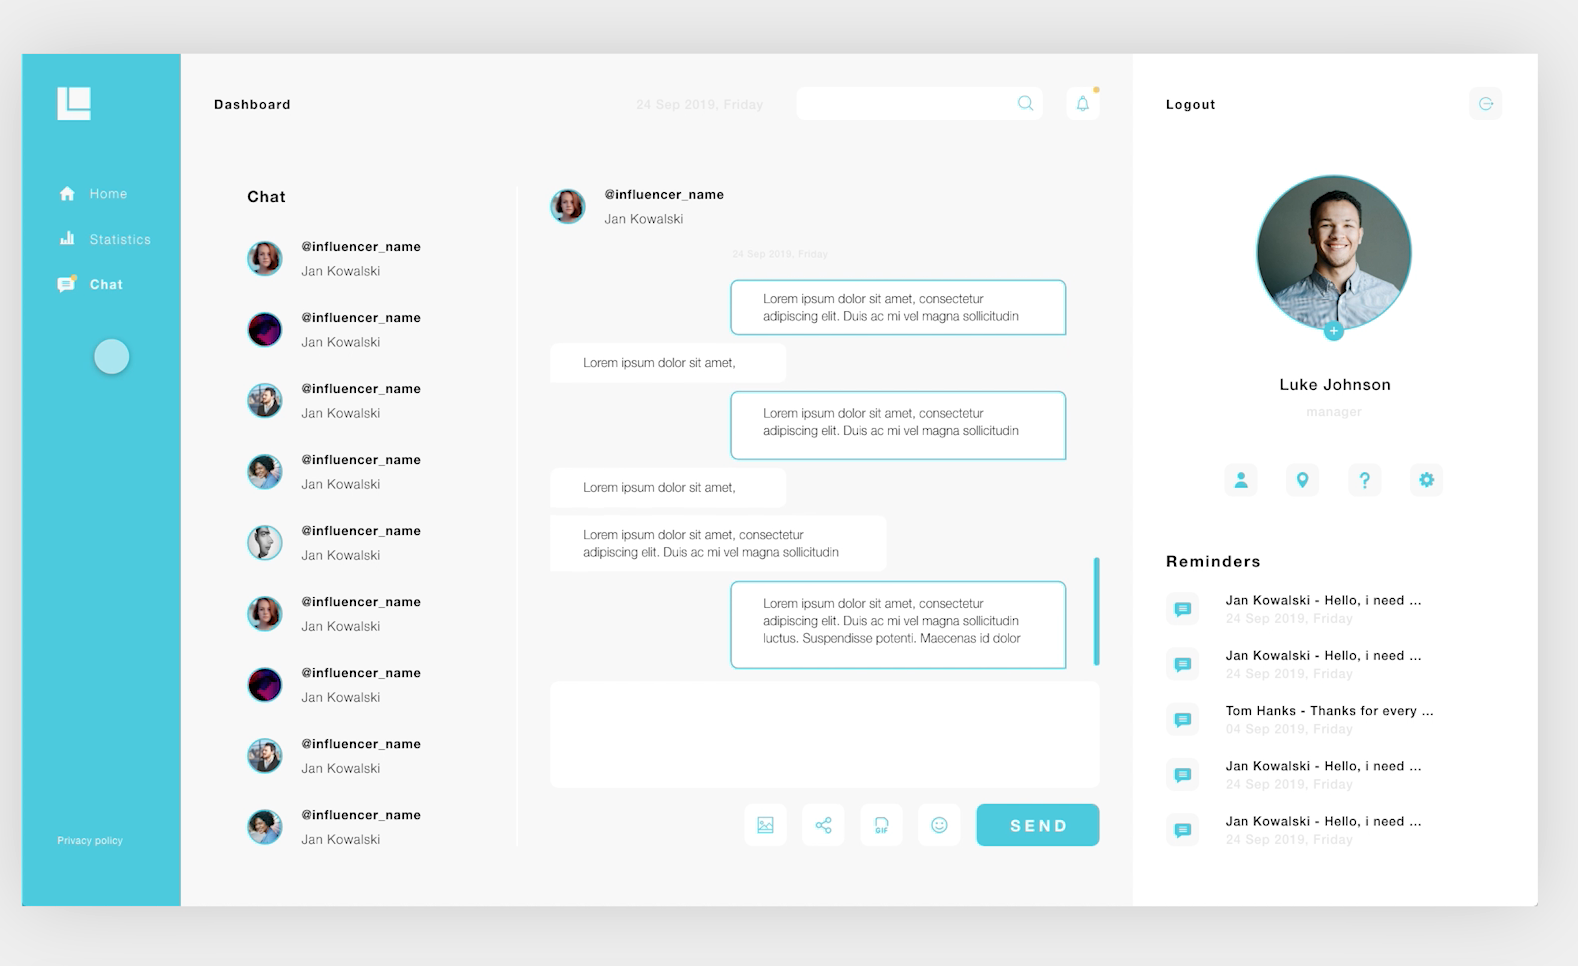 Dashboard
24 Sep 2019, Friday
Logout
Home
Statistics
Chat
Privacy policy
Chat
@influencer_name
Jan Kowalski
@influencer_name
Jan Kowalski
@influencer_name
Jan Kowalski
@influencer_name
Jan Kowalski
@influencer_name
Jan Kowalski
@influencer_name
Jan Kowalski
@influencer_name
Jan Kowalski
@influencer_name
Jan Kowalski
@influencer_name
Jan Kowalski
@influencer_name
Jan Kowalski
24 Sep 2019, Friday
Lorem ipsum dolor sit amet, consectetur
adipiscing elit. Duis ac mi vel magna sollicitudin
Lorem ipsum dolor sit amet,
Lorem ipsum dolor sit amet, consectetur
adipiscing elit. Duis ac mi vel magna sollicitudin
Lorem ipsum dolor sit amet,
Lorem ipsum dolor sit amet, consectetur
adipiscing elit. Duis ac mi vel magna sollicitudin
Lorem ipsum dolor sit amet, consectetur
adipiscing elit. Duis ac mi vel magna sollicitudin
luctus. Suspendisse potenti. Maecenas id dolor
GIF
SEND
Luke Johnson
manager
Reminders
Jan Kowalski - Hello, i need ...
24 Sep 2019, Friday
Jan Kowalski - Hello, i need ...
24 Sep 2019, Friday
Tom Hanks - Thanks for every ...
04 Sep 2019, Friday
Jan Kowalski - Hello, i need ...
24 Sep 2019, Friday
Jan Kowalski - Hello, i need ...
24 Sep 2019, Friday